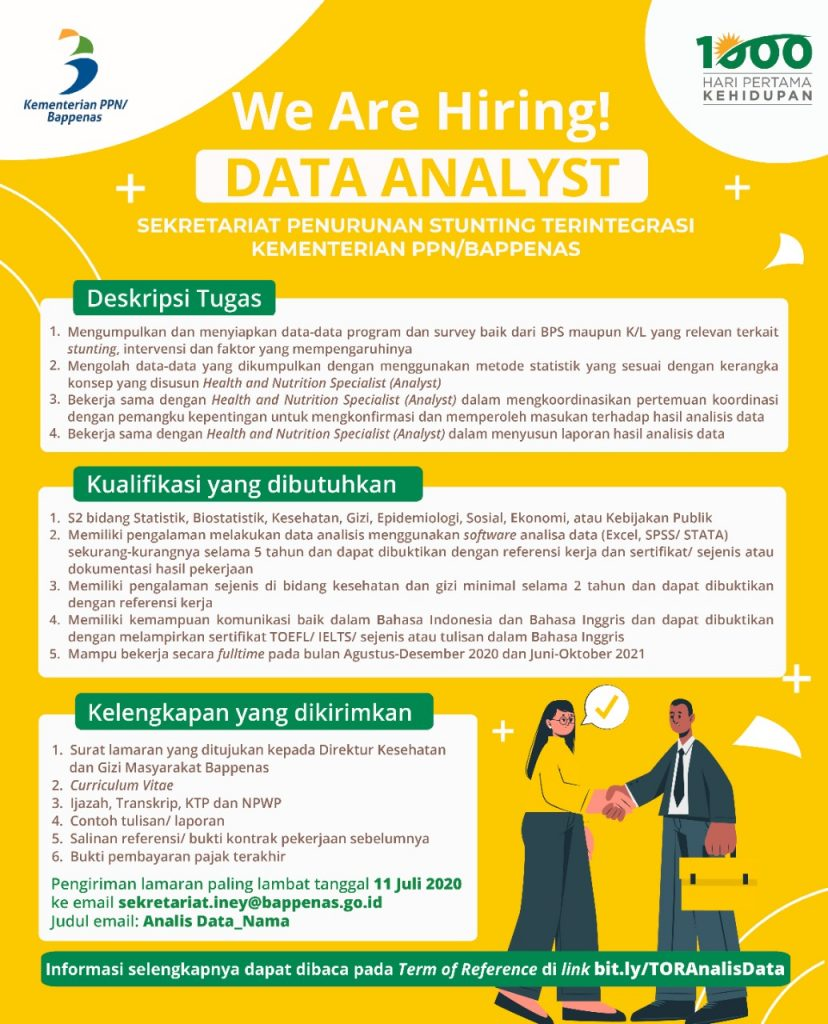 Kementerian PPN/
Bappenas
1000
HARI PERTAMA
KEHIDUPAN
We Are Hiring!
DATA ANALYST
SEKRETARIAT PENURUNAN STUNTING TERINTEGRASI
KEMENTERIAN PPN/BAPPENAS
Deskripsi Tugas
1. Mengumpulkan dan menyiapkan data-data program dan survey baik dari BPS maupun K/L yang relevan terkait
stunting, intervensi dan faktor yang mempengaruhinya
2. Mengolah data-data yang dikumpulkan dengan menggunakan metode statistik yang sesuai dengan kerangka
konsep yang disusun Health and Nutrition Specialist (Analyst)
3. Bekerja sama dengan Health and Nutrition Specialist (Analyst) dalam mengkoordinasikan pertemuan koordinasi
dengan pemangku kepentingan untuk mengkonfirmasi dan memperoleh masukan terhadap hasil analisis data
4. Bekerja sama dengan Health and Nutrition Specialist (Analyst) dalam menyusun laporan hasil analisis data
Kualifikasi yang dibutuhkan
1. S2 bidang Statistik, Biostatistik, Kesehatan, Gizi, Epidemiologi, Sosial, Ekonomi, atau Kebijakan Publik
2. Memiliki pengalaman melakukan data analisis menggunakan software analisa data (Excel, SPSS/ STATA)
sekurang-kurangnya selama 5 tahun dan dapat dibuktikan dengan referensi kerja dan sertifikat/ sejenis atau
dokumentasi hasil pekerjaan
3. Memiliki pengalaman sejenis di bidang kesehatan dan gizi minimal selama 2 tahun dan dapat dibuktikan
dengan referensi kerja
4. Memiliki kemampuan komunikasi baik dalam Bahasa Indonesia dan Bahasa Inggris dan dapat dibuktikan
dengan melampirkan sertifikat TOEFL/ IELTS/ sejenis atau tulisan dalam Bahasa Inggris
5. Mampu bekerja secara fulltime pada bulan Agustus-Desember 2020 dan Juni-Oktober 2021
Kelengkapan yang dikirimkan
1. Surat lamaran yang ditujukan kepada Direktur Kesehatan
dan Gizi Masyarakat Bappenas
2. Curriculum Vitae
3. Ijazah, Transkrip, KTP dan NPWP
4. Contoh tulisan/ laporan
5. Salinan referensi/ bukti kontrak pekerjaan sebelumnya
6. Bukti pembayaran pajak terakhir
Pengiriman lamaran paling lambat tanggal 11 Juli 2020
ke email sekretariat.iney@bappenas.go.id
Judul email: Analis Data_Nama
Informasi selengkapnya dapat dibaca pada Term of Reference di link bit.ly/TORAnalisData